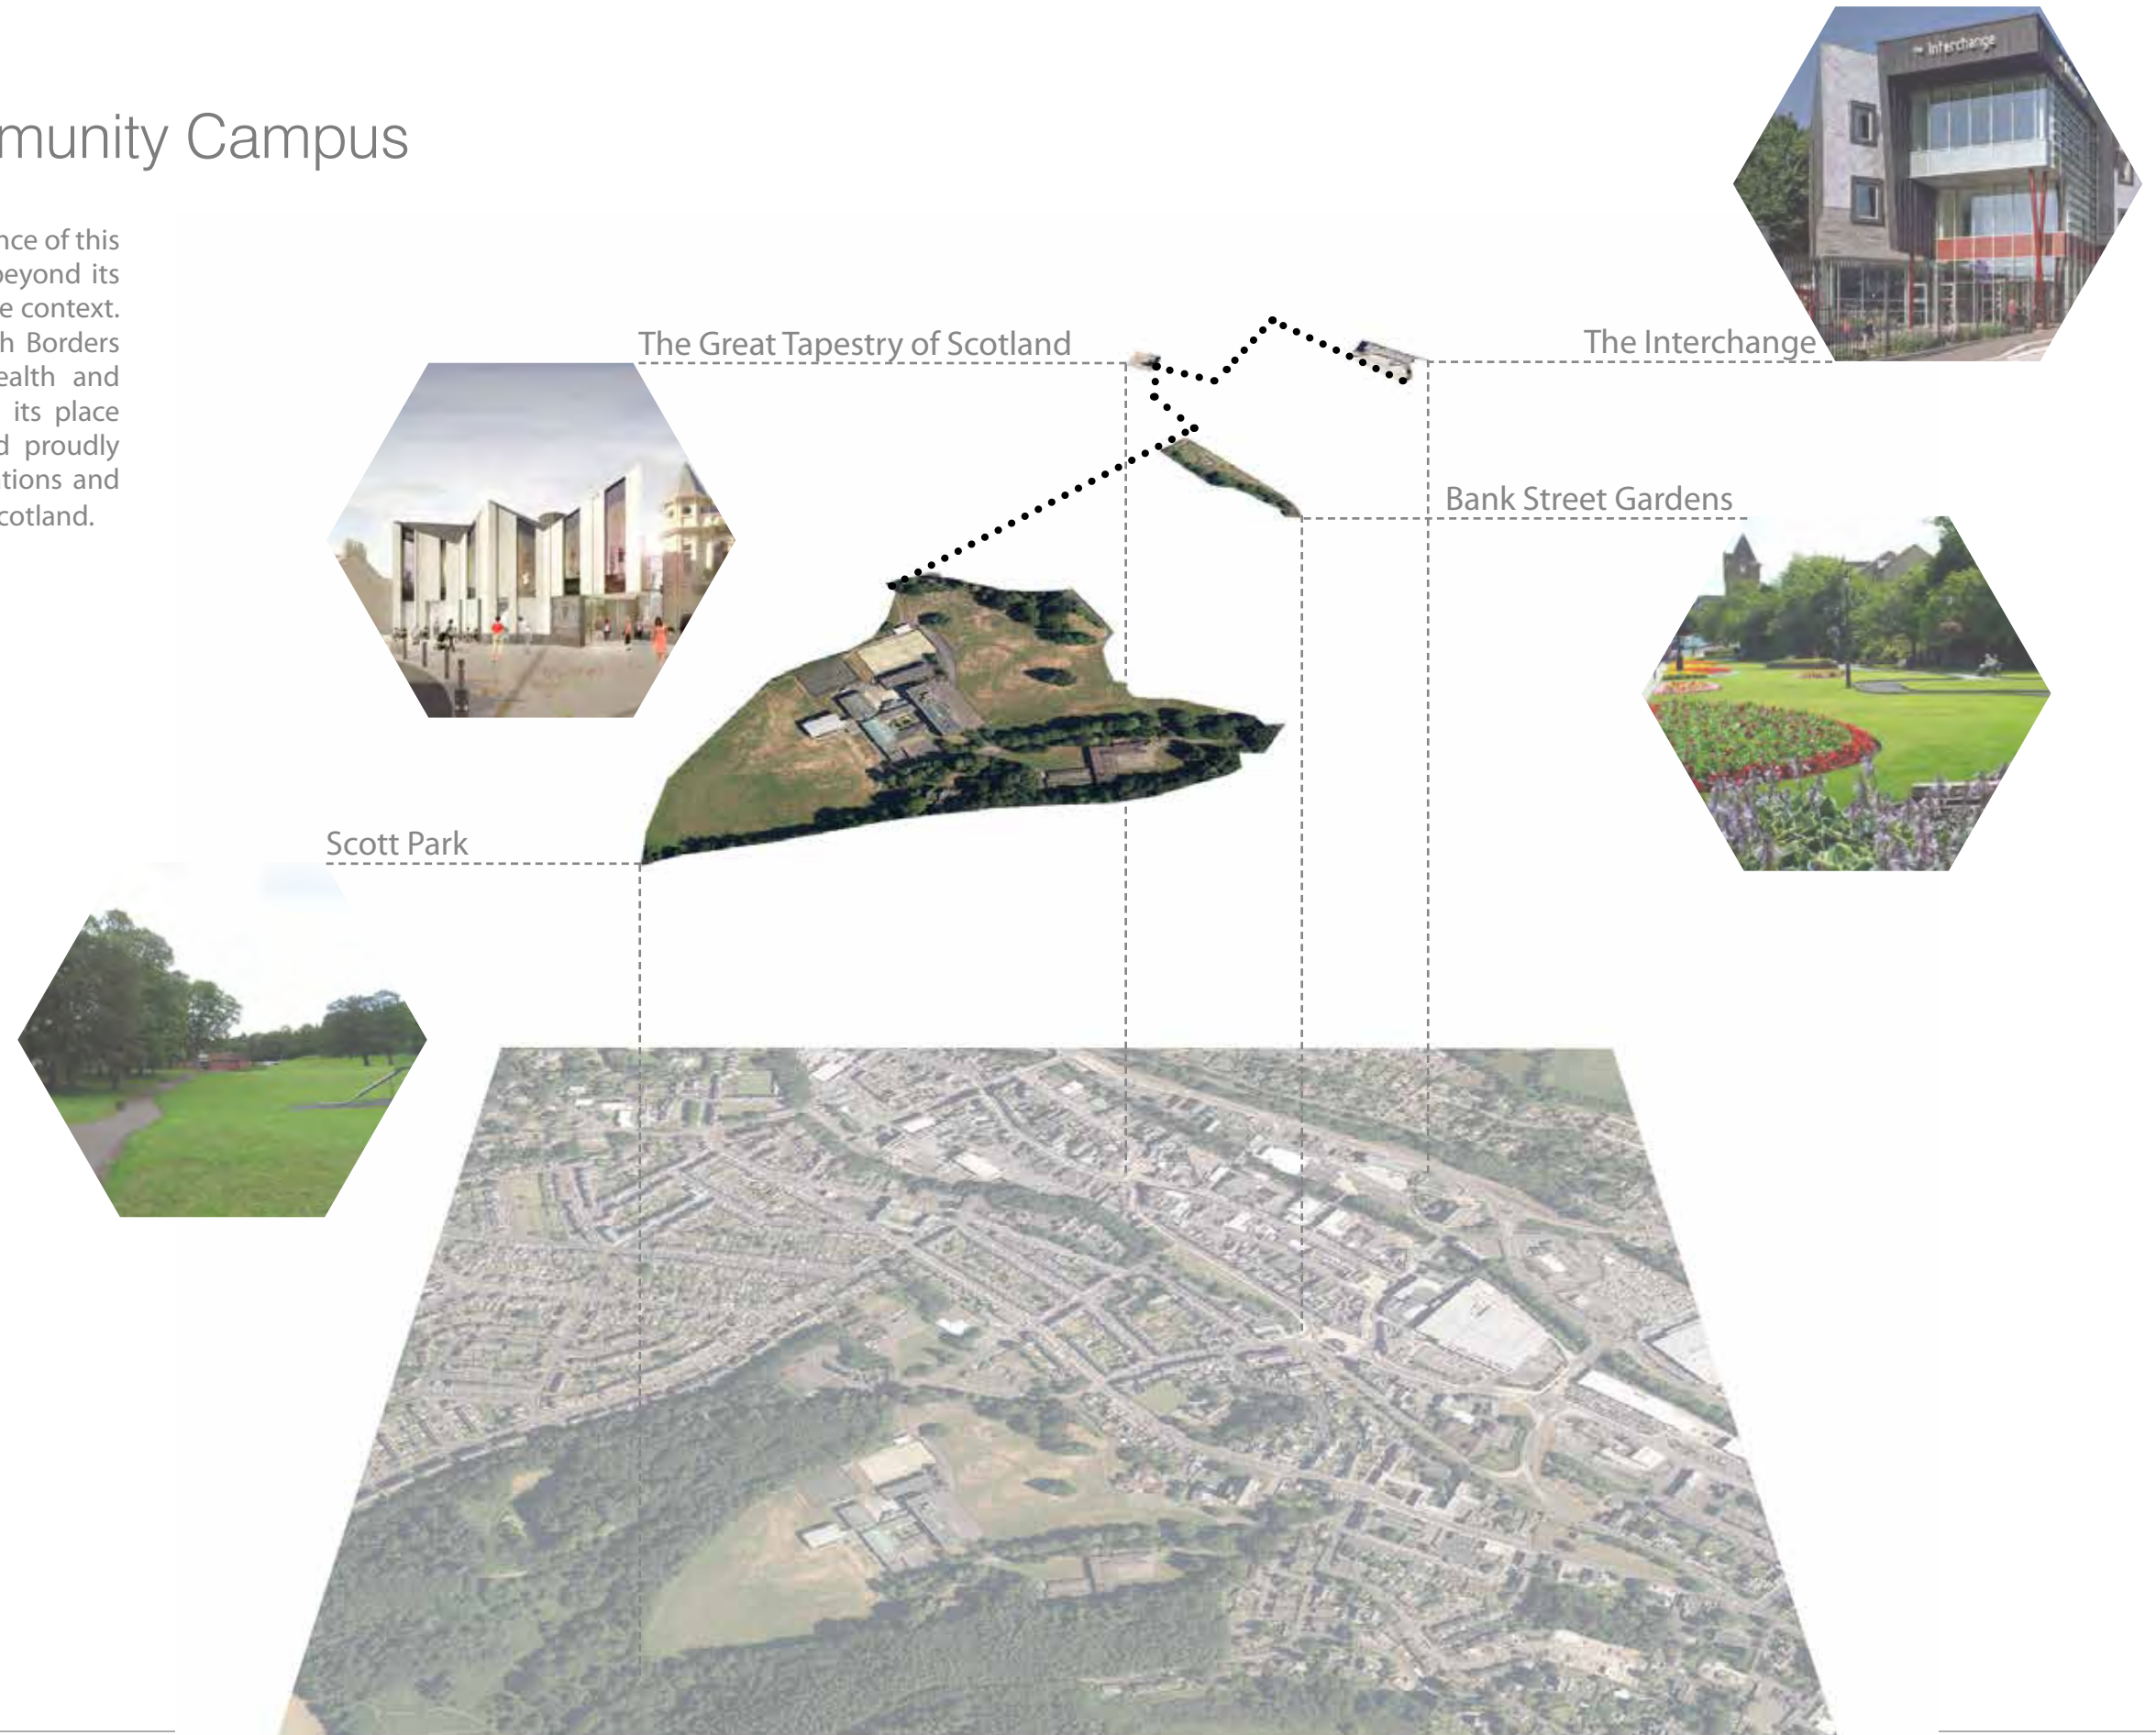 munity Campus
nce of this
beyond its
e context.
h Borders
ealth and
its place
d proudly
tions and
cotland.
The Great Tapestry of Scotland
The Interchange
Bank Street Gardens
Scott Park
Interchange